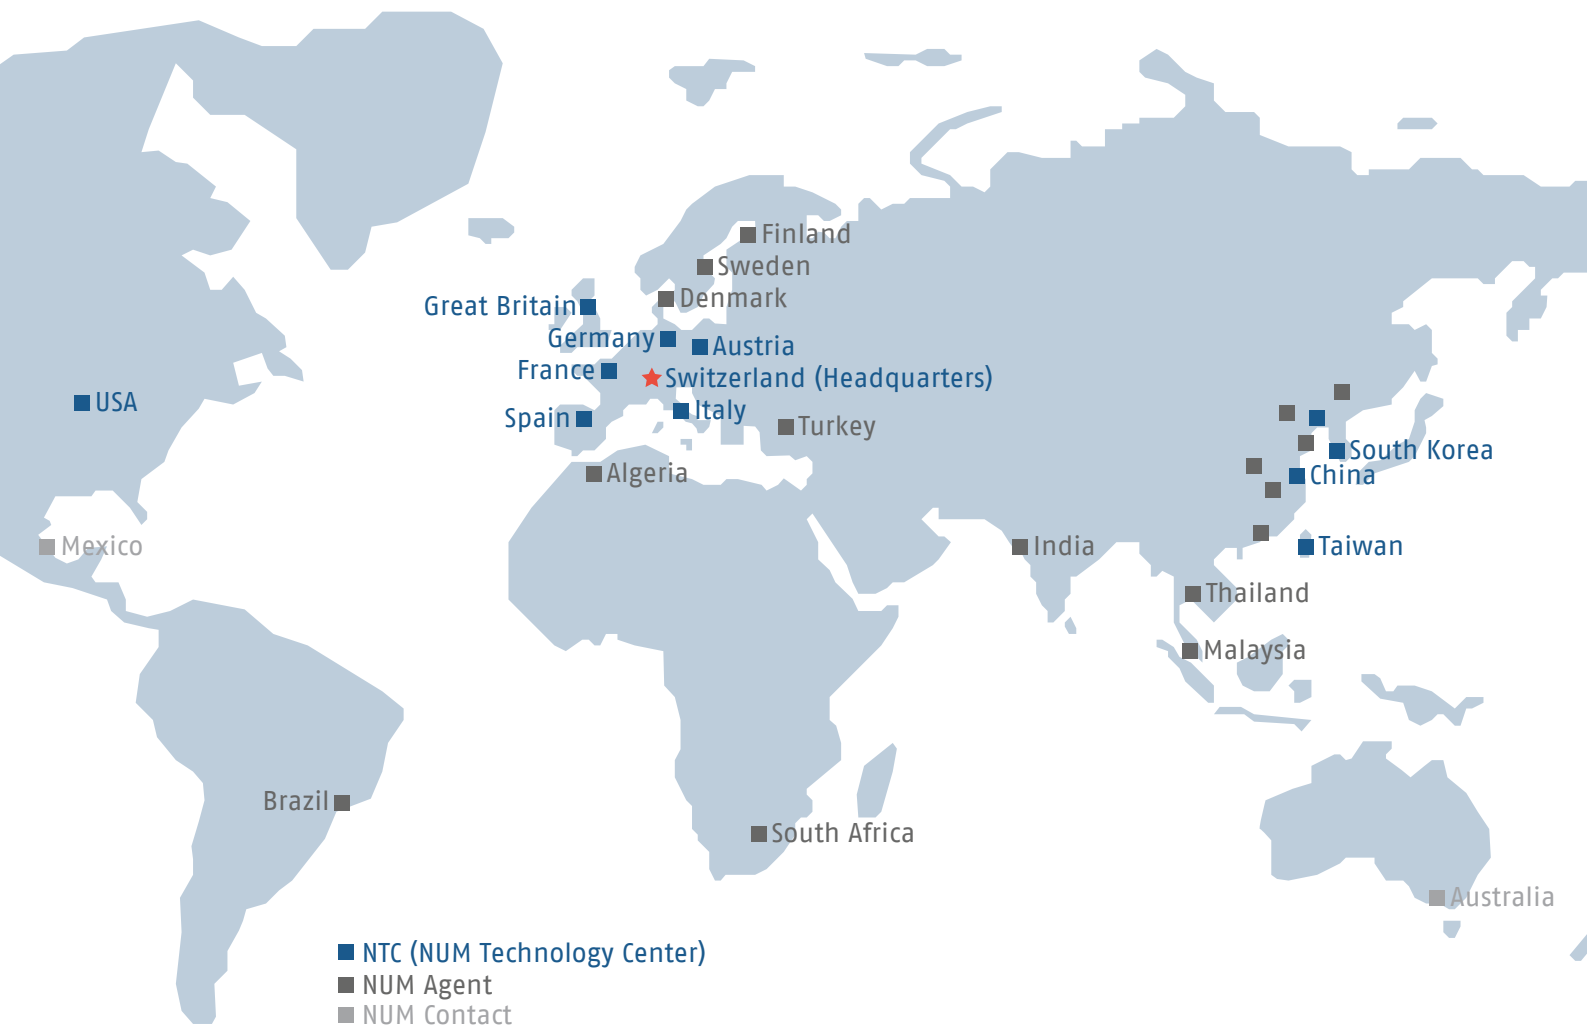 Finland
Sweden
Denmark
Great Britain
Germany
Austria
France
Switzerland (Headquarters)
USA
Italy
Spain
Turkey
South Korea
Algeria
China
Mexico
India
Taiwan
Thailand
Malaysia
Brazil
South Africa
Australia
NTC (NUM Technology Center)
NUM Agent
NUM Contact